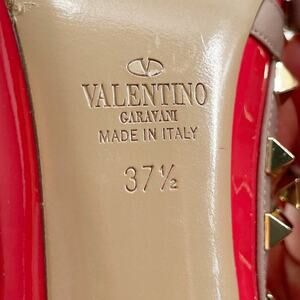 VALENTINO
GARAVANI
MADE IN ITALY
37½